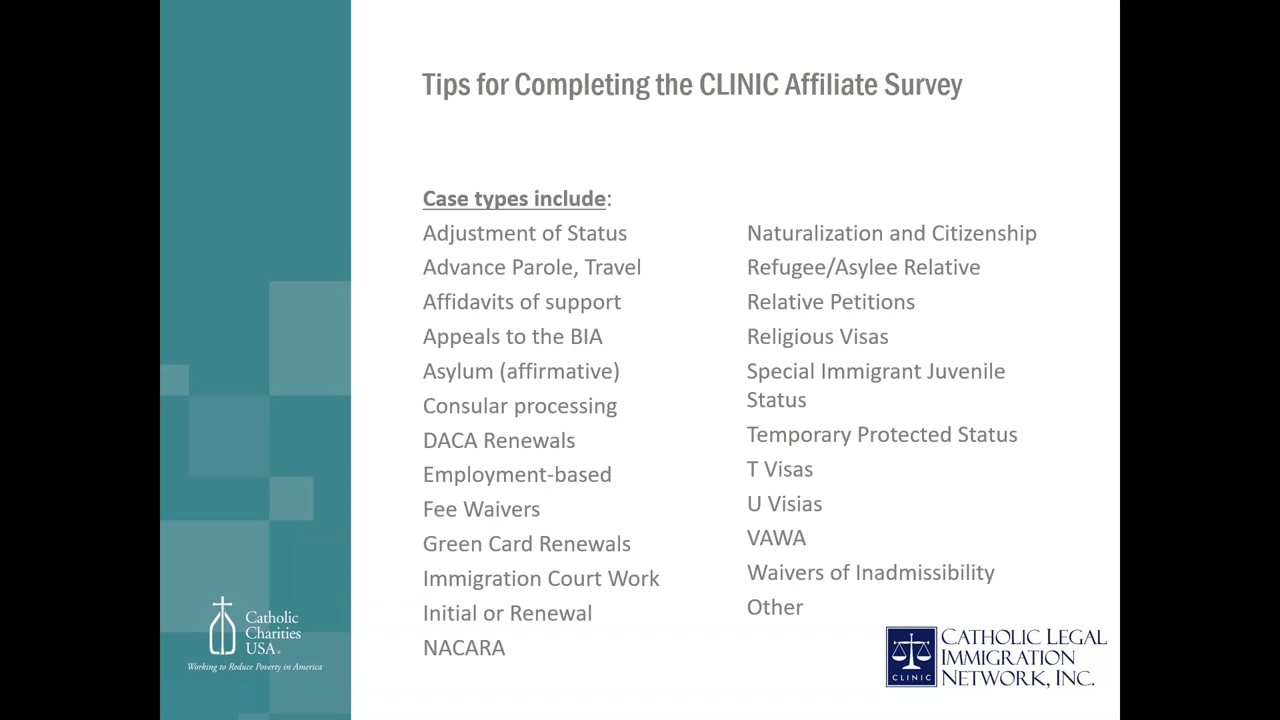 Tips for Completing the CLINIC Affiliate Survey
Case types include:
Adjustment of Status
Advance Parole, Travel
Affidavits of support
Appeals to the BIA
Asylum (affirmative)
Consular processing
DACA Renewals
Employment-based
Fee Waivers
Green Card Renewals
Immigration Court Work
Initial or Renewal
NACARA
Naturalization and Citizenship
Refugee/Asylee Relative
Relative Petitions
Religious Visas
Special Immigrant Juvenile
Status
Temporary Protected Status
T Visas
U Visias
VAWA
Waivers of Inadmissibility
Other
Catholic
Charities
USA®
Working to Reduce Poverty in America
CLINIC
CATHOLIC LEGAL
IMMIGRATION
NETWORK, INC.